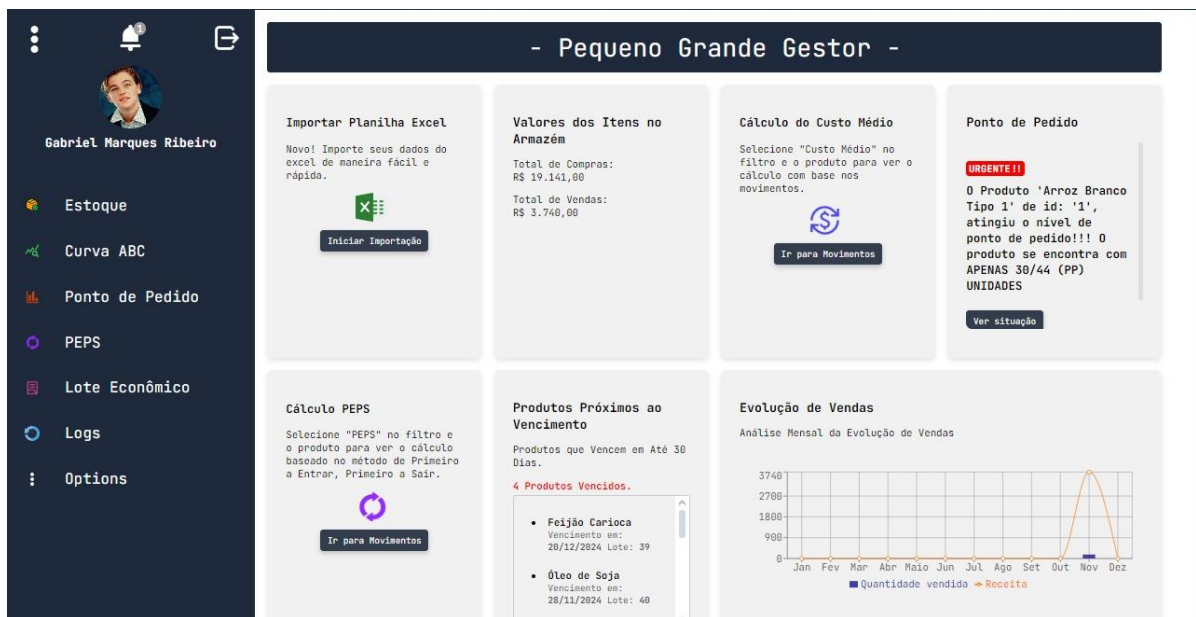 1
Gabriel Marques Ribeiro
Estoque
Curva ABC
Ponto de Pedido
PEPS
Lote Econômico
Logs
Options
- Pequeno Grande Gestor -
Importar Planilha Excel
Novo! Importe seus dados do
excel de maneira fácil e
rápida.
X
Iniciar Importação
Valores dos Itens no
Armazém
Total de Compras:
R$ 19.141,00
Total de Vendas:
R$ 3.740,00
Cálculo do Custo Médio
Selecione "Custo Médio" no
filtro e o produto para ver o
cálculo com base nos
movimentos.
$
Ir para Movimentos
Ponto de Pedido
URGENTE!!
O Produto 'Arroz Branco
Tipo 1' de id: '1',
atingiu o nível de
ponto de pedido!!! O
produto se encontra com
APENAS 30/44 (PP)
UNIDADES
Ver situação
Cálculo PEPS
Selecione "PEPS" no filtro e
o produto para ver o cálculo
baseado no método de Primeiro
a Entrar, Primeiro a Sair.
Ir para Movimentos
Produtos Próximos ao
Vencimento
Produtos que Vencem em Até 30
Dias.
4 Produtos Vencidos.
• Feijão Carioca
Vencimento em:
20/12/2024 Lote: 39
• Óleo de Soja
Vencimento em:
28/11/2024 Lote: 40
Evolução de Vendas
Análise Mensal da Evolução de Vendas
3740
2700
1800
900
0
Jan Fev Mar Abr Maio Jun Jul Ago Set Out Nov Dez
Quantidade vendida Receita